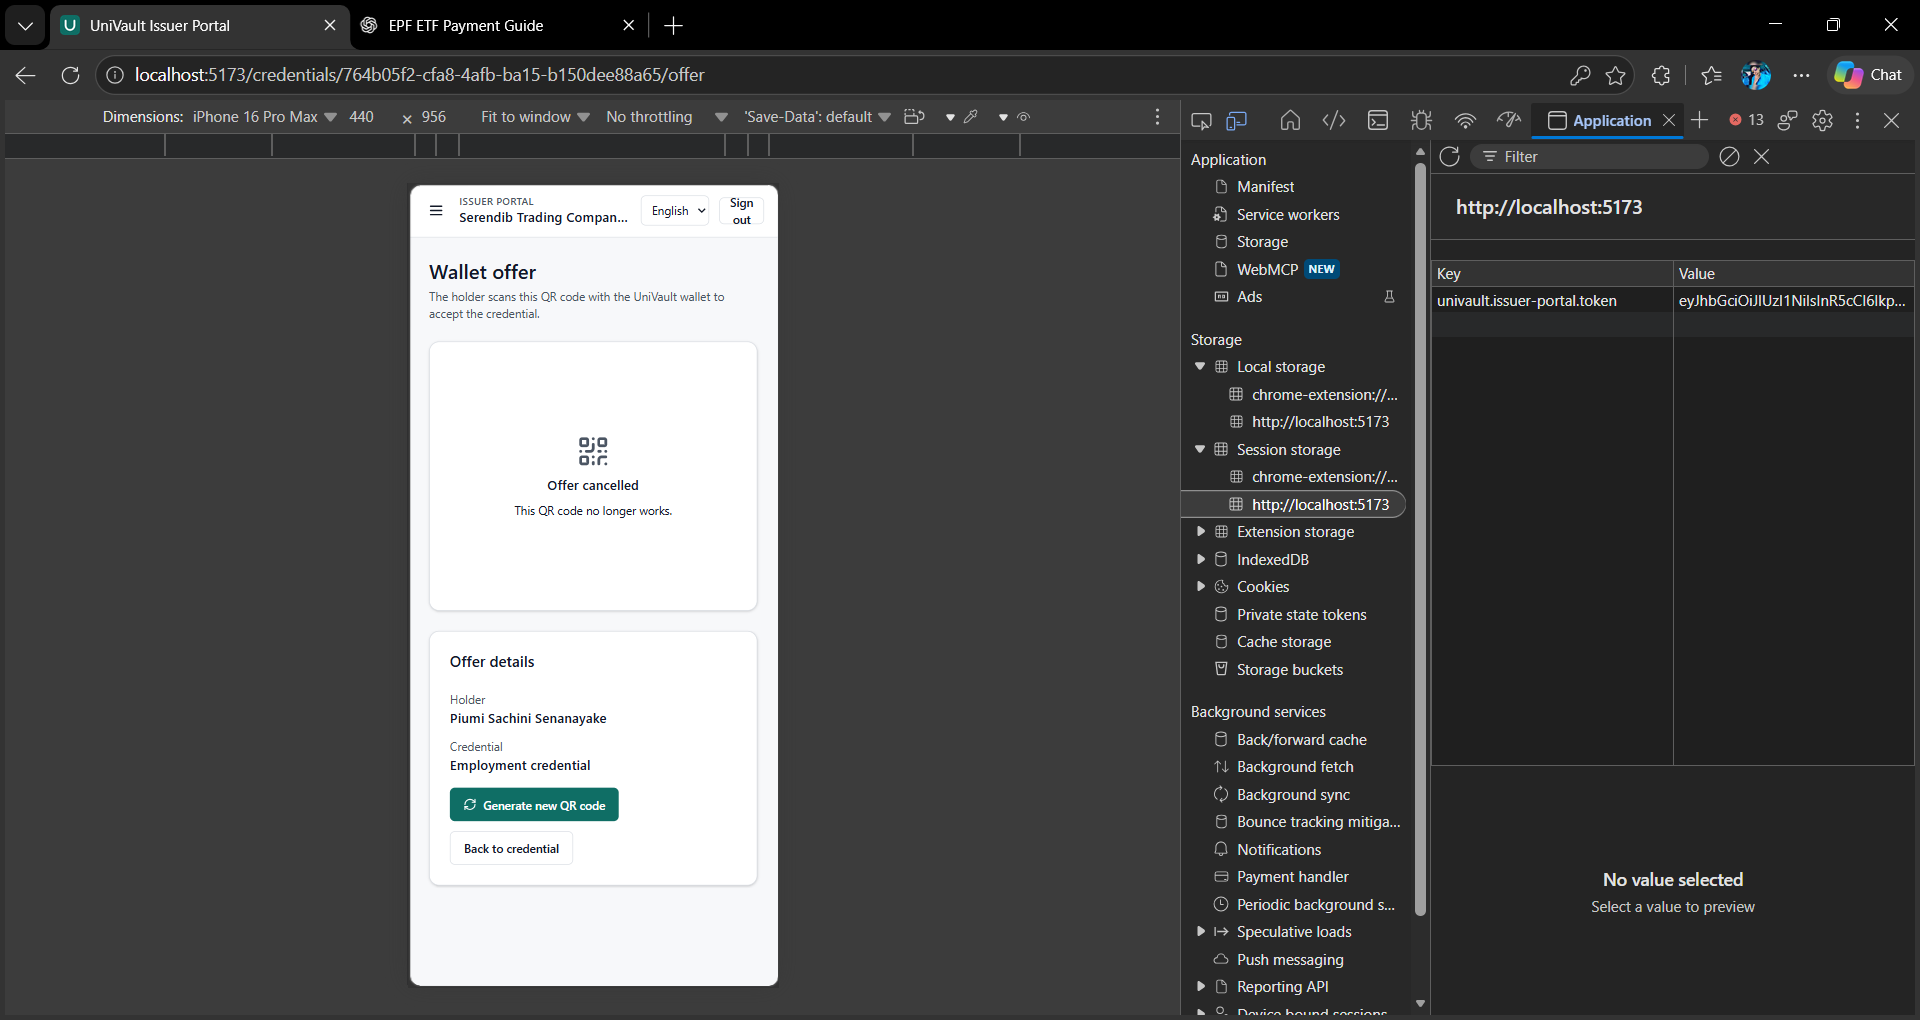 UniVault Issuer Portal
EPF ETF Payment Guide
localhost:5173/credentials/764b05f2-cfa8-4afb-ba15-b150dee88a65/offer
Chat
Dimensions: iPhone 16 Pro Max 440 × 956 Fit to window No throttling 'Save-Data': default
Application
13
ISSUER PORTAL
Serendib Trading Compan...
English
Sign out
Wallet offer
The holder scans this QR code with the UniVault wallet to
accept the credential.
Offer cancelled
This QR code no longer works.
Offer details
Holder
Piumi Sachini Senanayake
Credential
Employment credential
Generate new QR code
Back to credential
Application
Manifest
Service workers
Storage
WebMCP NEW
Ads
Storage
Local storage
chrome-extension://...
http://localhost:5173
Session storage
chrome-extension://...
http://localhost:5173
Extension storage
IndexedDB
Cookies
Private state tokens
Cache storage
Storage buckets
Background services
Back/forward cache
Background fetch
Background sync
Bounce tracking mitiga...
Notifications
Payment handler
Periodic background s...
Speculative loads
Push messaging
Reporting API
Device bound sessions
Filter
http://localhost:5173
Key Value
univault.issuer-portal.token eyJhbGciOiJIUzI1NiIsInR5cCI6Ikp...
No value selected
Select a value to preview